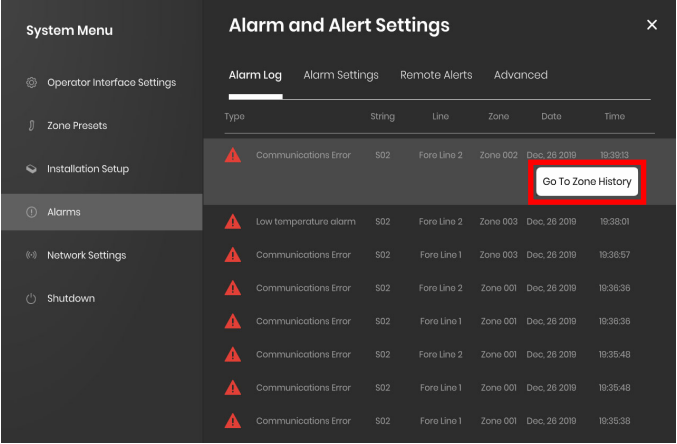 System Menu
Operator Interface Settings
Zone Presets
Installation Setup
Alarms
Network Settings
Shutdown
Alarm and Alert Settings
Alarm Log Alarm Settings Remote Alerts Advanced
Type String Line Zone Date Time
Communications Error S02 Fore Line 2 Zone 002 Dec, 26 2019 19:39:13
Go To Zone History
Low temperature alarm S02 Fore Line 2 Zone 003 Dec, 26 2019 19:38:01
Communications Error S02 Fore Line 1 Zone 003 Dec, 26 2019 19:36:57
Communications Error S02 Fore Line 2 Zone 001 Dec, 26 2019 19:36:36
Communications Error S02 Fore Line 1 Zone 001 Dec, 26 2019 19:36:36
Communications Error S02 Fore Line 2 Zone 001 Dec, 26 2019 19:35:48
Communications Error S02 Fore Line 1 Zone 001 Dec, 26 2019 19:35:48
Communications Error S02 Fore Line 1 Zone 001 Dec, 26 2019 19:35:38